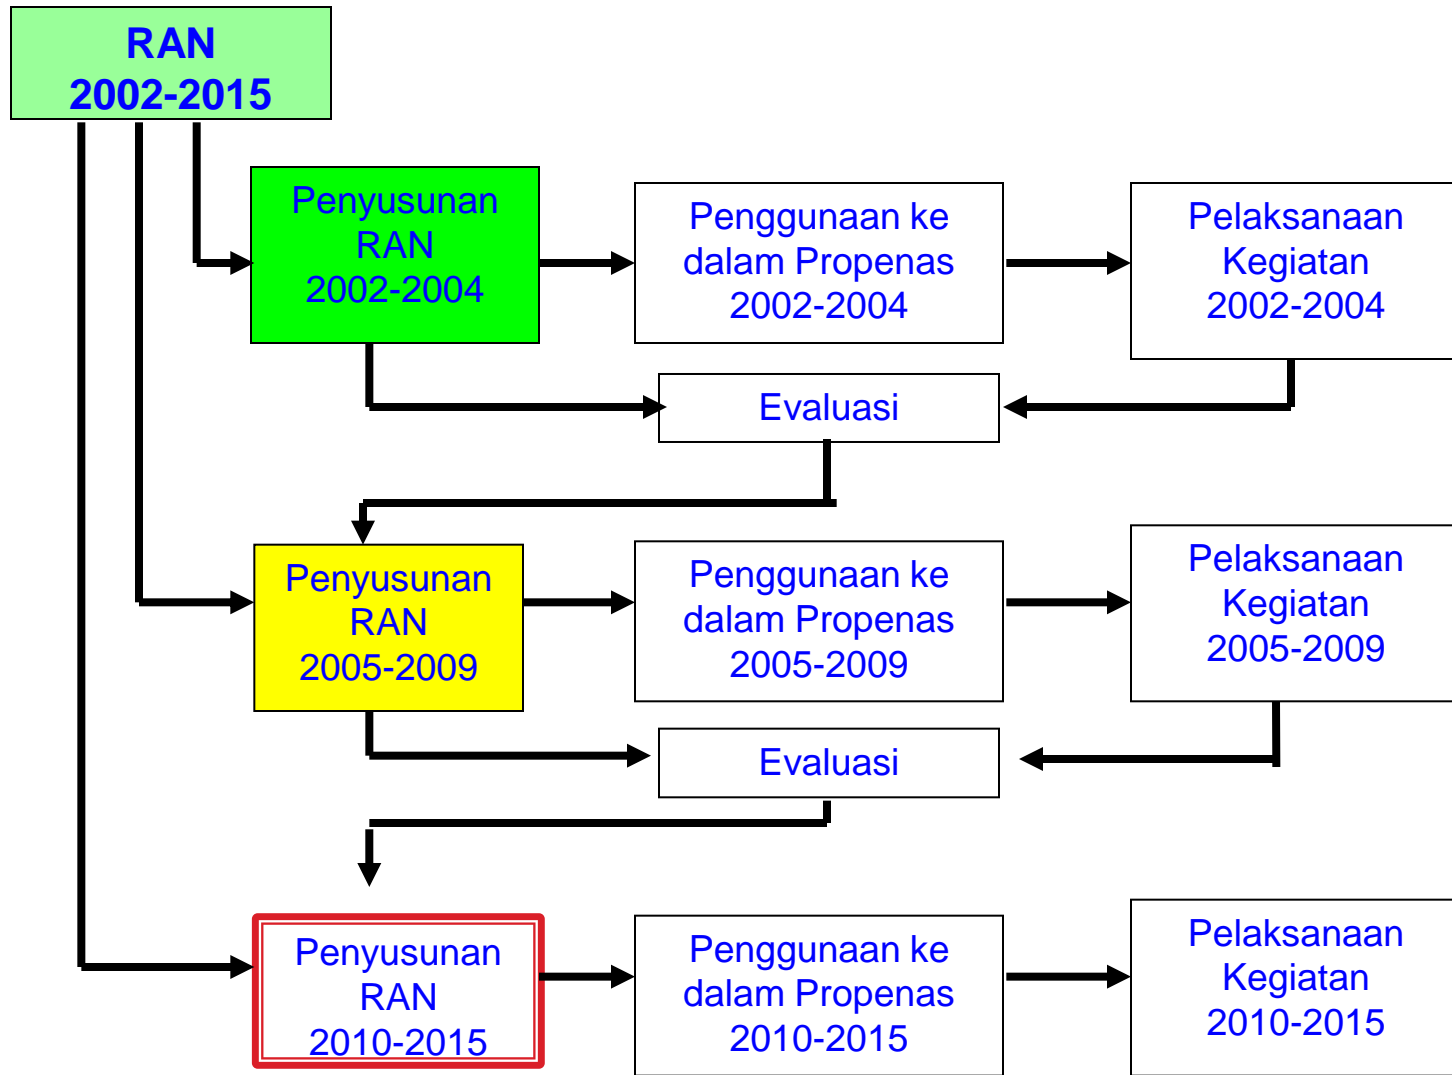 RAN
2002-2015
Penyusunan
RAN
2002-2004
Penggunaan ke
dalam Propenas
2002-2004
Pelaksanaan
Kegiatan
2002-2004
Evaluasi
Penyusunan
RAN
2005-2009
Penggunaan ke
dalam Propenas
2005-2009
Pelaksanaan
Kegiatan
2005-2009
Evaluasi
Penyusunan
RAN
2010-2015
Penggunaan ke
dalam Propenas
2010-2015
Pelaksanaan
Kegiatan
2010-2015